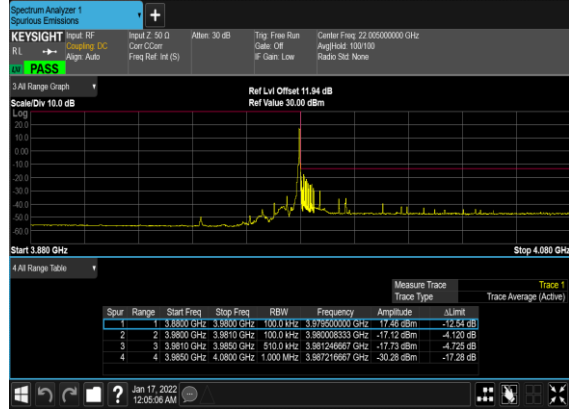 Spectrum Analyzer 1
Spurious Emissions
KEYSIGHT Input: RF Input Z: 50 Ω Atten: 30 dB Trig: Free Run Center Freq: 22.005000000 GHz
RL Coupling: DC Corr CCorr Gate: Off Avg|Hold: 100/100
Align: Auto Freq Ref: Int (S) IF Gain: Low Radio Std: None
PASS
3 All Range Graph
Ref Lvl Offset 11.94 dB
Scale/Div 10.0 dB Ref Value 30.00 dBm
Log
20.0
10.0
0.00
-10.0
-20.0
-30.0
-40.0
-50.0
-60.0
Start 3.880 GHz Stop 4.080 GHz
4 All Range Table
Measure Trace Trace 1
Trace Type Trace Average (Active)
Spur Range Start Freq Stop Freq RBW Frequency Amplitude ΔLimit
1 1 3.8800 GHz 3.9800 GHz 100.0 kHz 3.979500000 GHz 17.46 dBm -12.54 dB
2 2 3.9800 GHz 3.9810 GHz 100.0 kHz 3.980008333 GHz -17.12 dBm -4.120 dB
3 3 3.9810 GHz 3.9850 GHz 510.0 kHz 3.981246667 GHz -17.73 dBm -4.725 dB
4 4 3.9850 GHz 4.0800 GHz 1.000 MHz 3.987216667 GHz -30.28 dBm -17.28 dB
Jan 17, 2022
12:05:06 AM